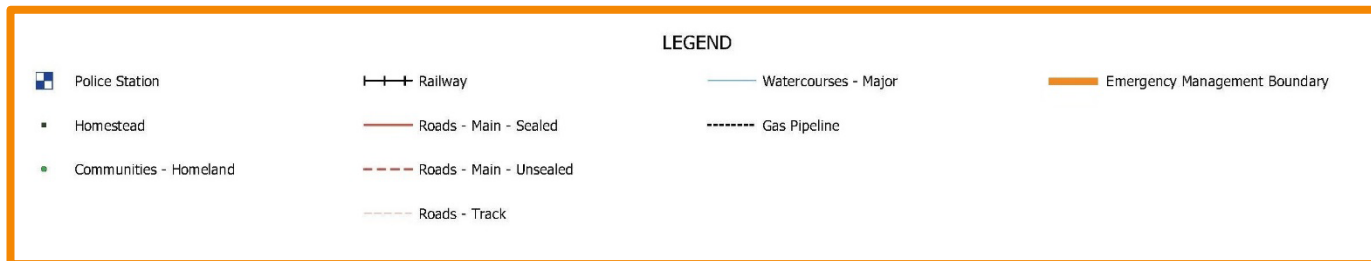 LEGEND
Police Station
Railway
Watercourses - Major
Emergency Management Boundary
Homestead
Roads - Main - Sealed
Gas Pipeline
Communities - Homeland
Roads - Main - Unsealed
Roads - Track